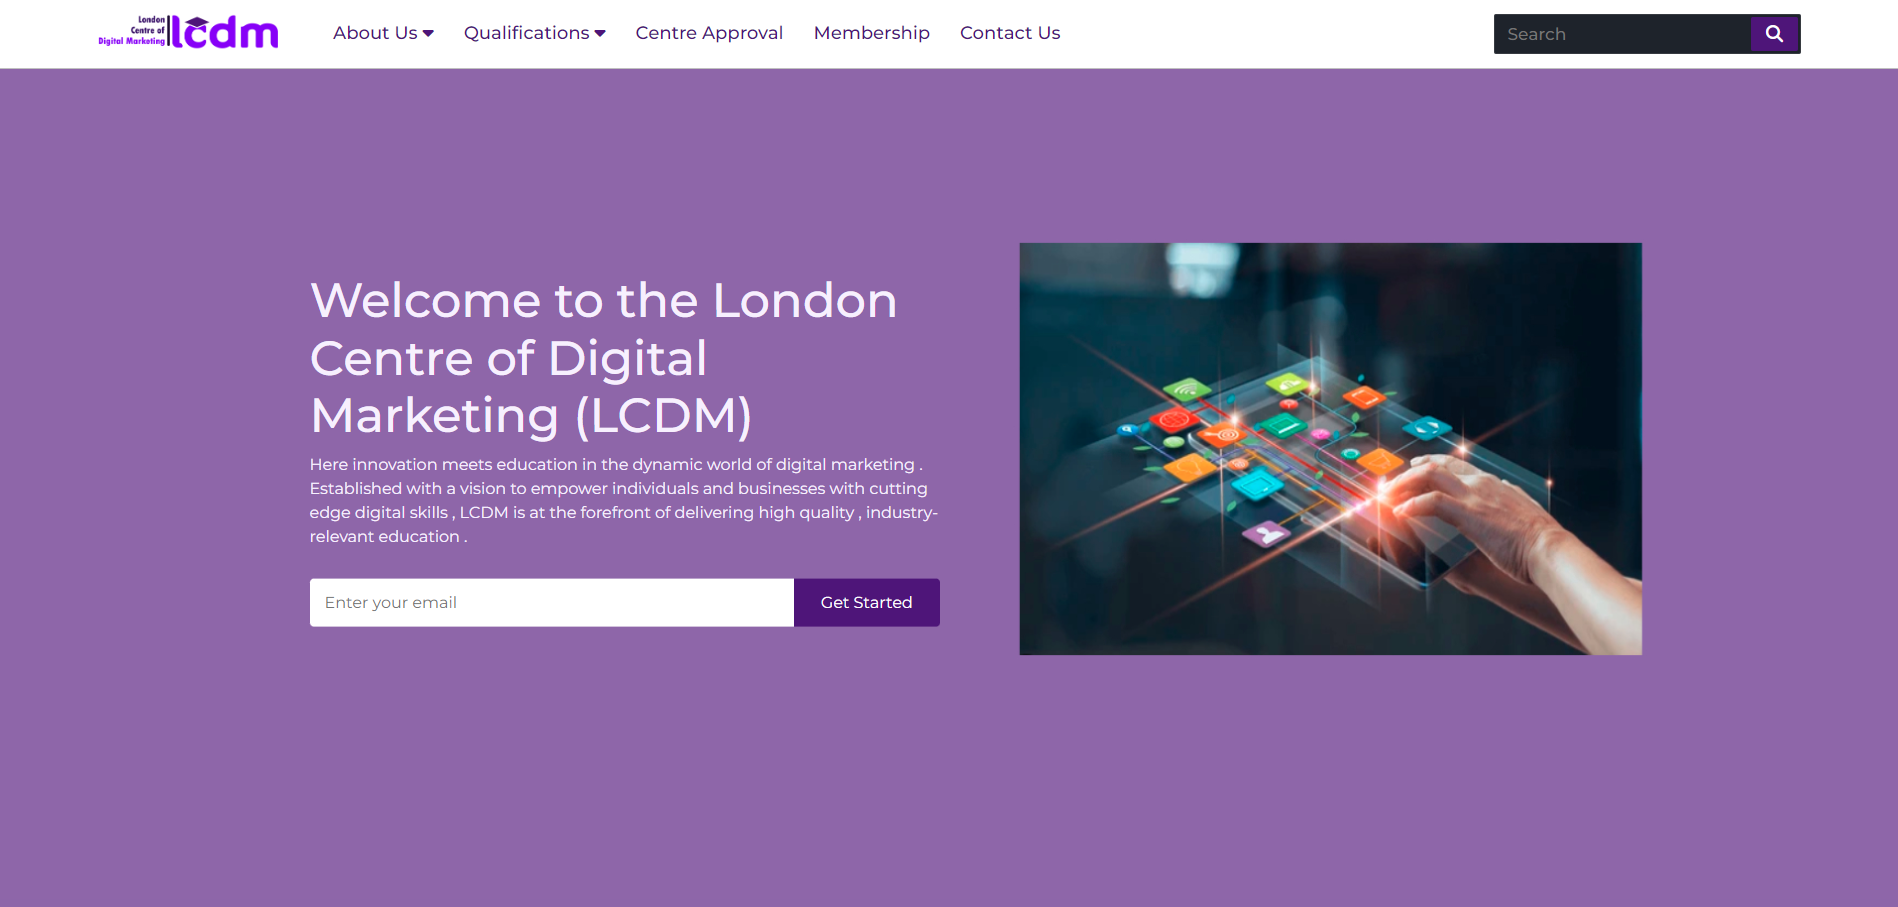 London
Centre of
Digital Marketing
lcdm
About Us
Qualifications
Centre Approval
Membership
Contact Us
Search
Welcome to the London
Centre of Digital
Marketing (LCDM)
Here innovation meets education in the dynamic world of digital marketing .
Established with a vision to empower individuals and businesses with cutting
edge digital skills , LCDM is at the forefront of delivering high quality , industry-
relevant education .
Enter your email
Get Started